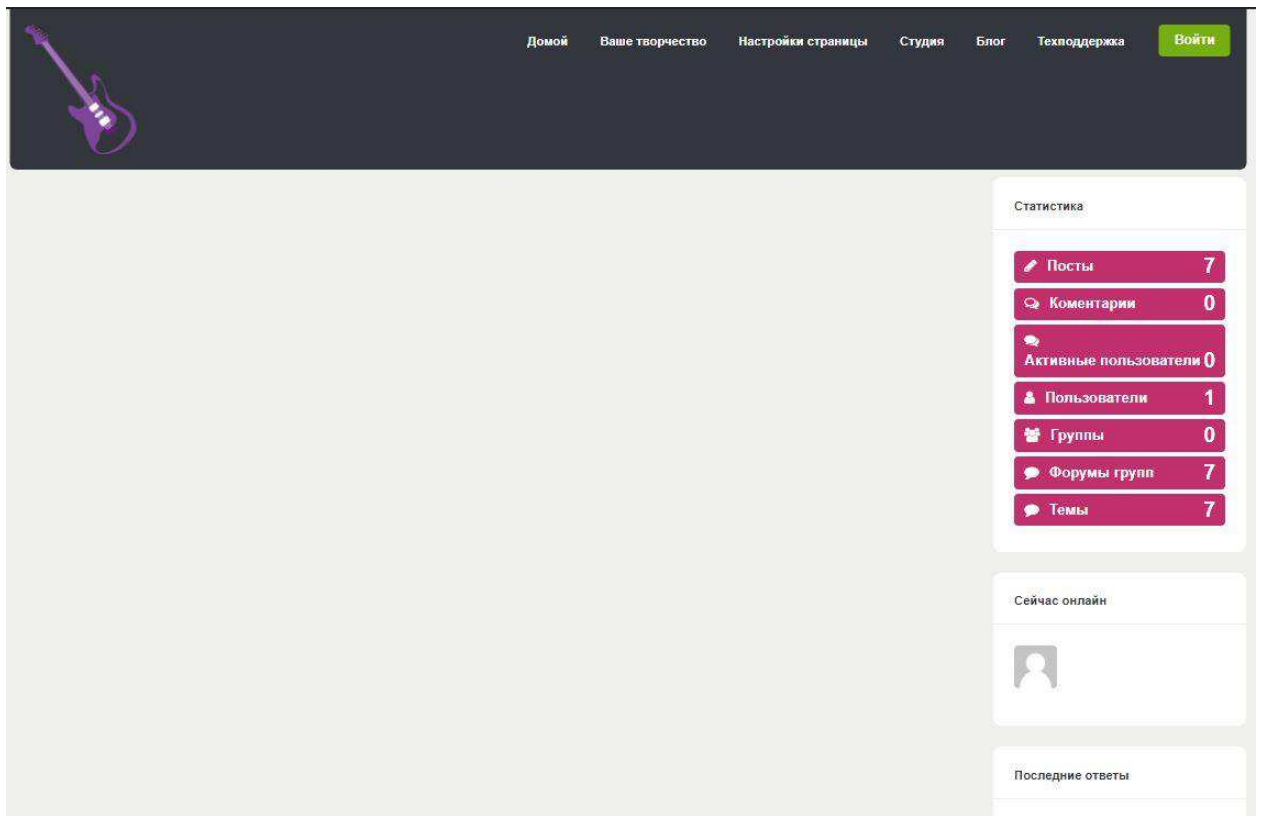 Домой Ваше творчество Настройки страницы Студия Блог Техподдержка Войти
Статистика
Посты 7
Коментарии 0
Активные пользователи 0
Пользователи 1
Группы 0
Форумы групп 7
Темы 7
Сейчас онлайн
Последние ответы